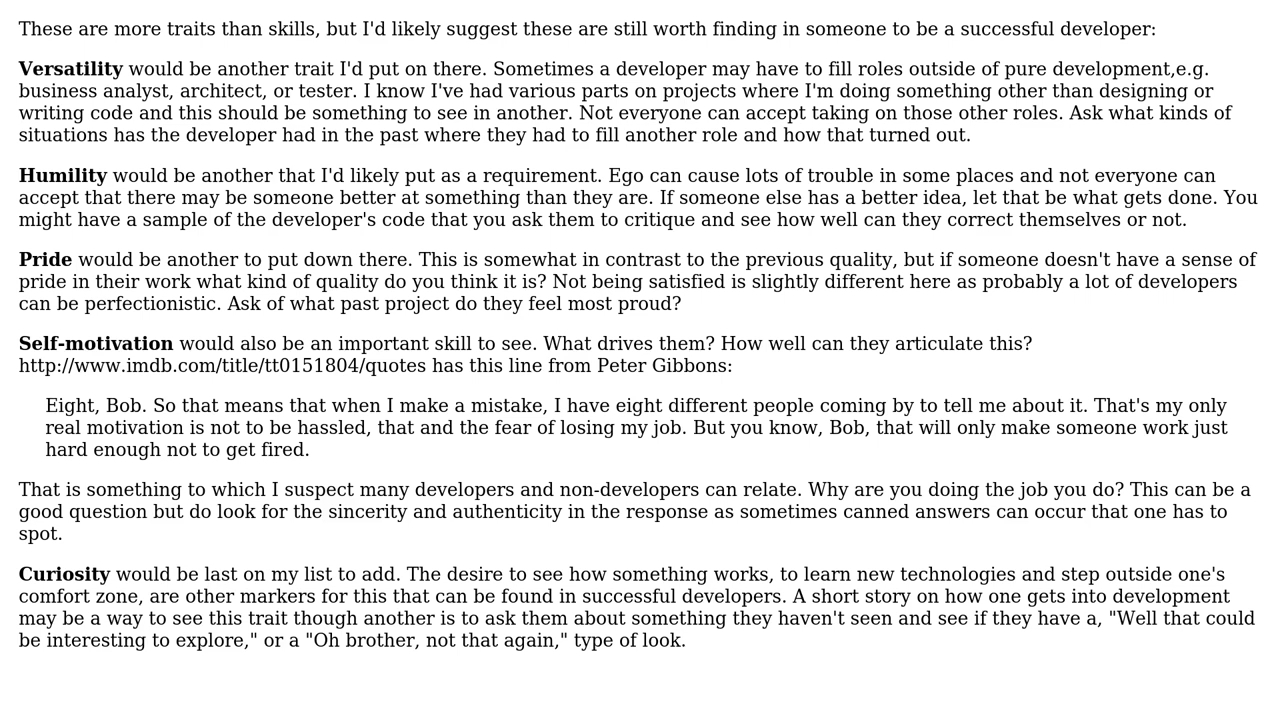 These are more traits than skills, but I'd likely suggest these are still worth finding in someone to be a successful developer:
Versatility would be another trait I'd put on there. Sometimes a developer may have to fill roles outside of pure development,e.g.
business analyst, architect, or tester. I know I've had various parts on projects where I'm doing something other than designing or
writing code and this should be something to see in another. Not everyone can accept taking on those other roles. Ask what kinds of
situations has the developer had in the past where they had to fill another role and how that turned out.
Humility would be another that I'd likely put as a requirement. Ego can cause lots of trouble in some places and not everyone can
accept that there may be someone better at something than they are. If someone else has a better idea, let that be what gets done. You
might have a sample of the developer's code that you ask them to critique and see how well can they correct themselves or not.
Pride would be another to put down there. This is somewhat in contrast to the previous quality, but if someone doesn't have a sense of
pride in their work what kind of quality do you think it is? Not being satisfied is slightly different here as probably a lot of developers
can be perfectionistic. Ask of what past project do they feel most proud?
Self-motivation would also be an important skill to see. What drives them? How well can they articulate this?
http://www.imdb.com/title/tt0151804/quotes has this line from Peter Gibbons:
Eight, Bob. So that means that when I make a mistake, I have eight different people coming by to tell me about it. That's my only
real motivation is not to be hassled, that and the fear of losing my job. But you know, Bob, that will only make someone work just
hard enough not to get fired.
That is something to which I suspect many developers and non-developers can relate. Why are you doing the job you do? This can be a
good question but do look for the sincerity and authenticity in the response as sometimes canned answers can occur that one has to
spot.
Curiosity would be last on my list to add. The desire to see how something works, to learn new technologies and step outside one's
comfort zone, are other markers for this that can be found in successful developers. A short story on how one gets into development
may be a way to see this trait though another is to ask them about something they haven't seen and see if they have a, "Well that could
be interesting to explore," or a "Oh brother, not that again," type of look.